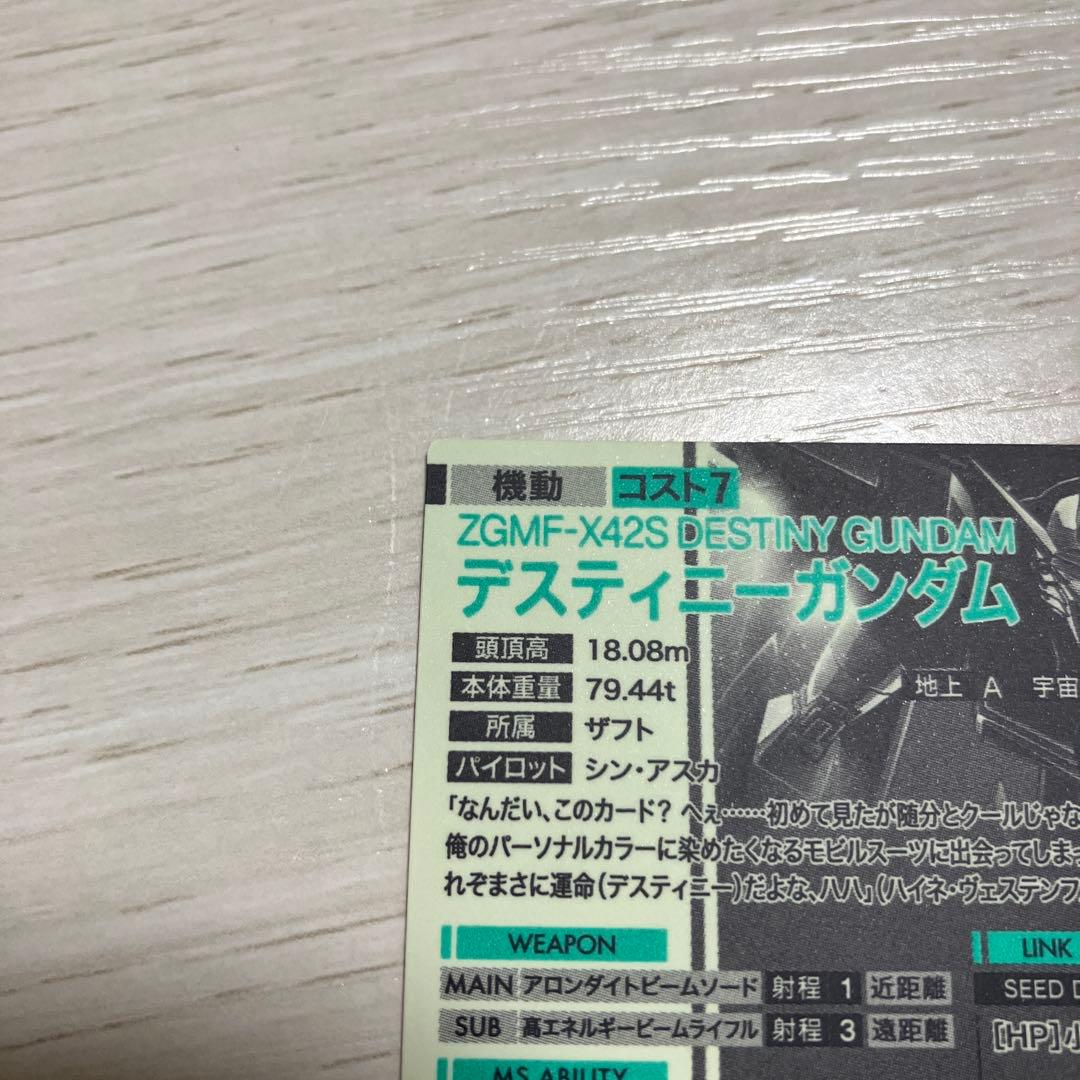 機動 コスト7
ZGMF-X42S DESTINY GUNDAM
デスティニーガンダム
頭頂高 18.08m
本体重量 79.44t
地上 A 宇宙
所属 ザフト
パイロット シン・アスカ
「なんだい、このカード? へぇ……初めて見たが随分とクールじゃな
俺のパーソナルカラーに染めたくなるモビルスーツに出会ってしまっ
れぞまさに運命(デスティニー)だよな、ハハ」(ハイネ・ヴェステンフ
WEAPON LINK
MAIN アロンダイトビームソード 射程 1 近距離 SEED D
SUB 高エネルギービームライフル 射程 3 遠距離 [HP]小
MS ABILITY